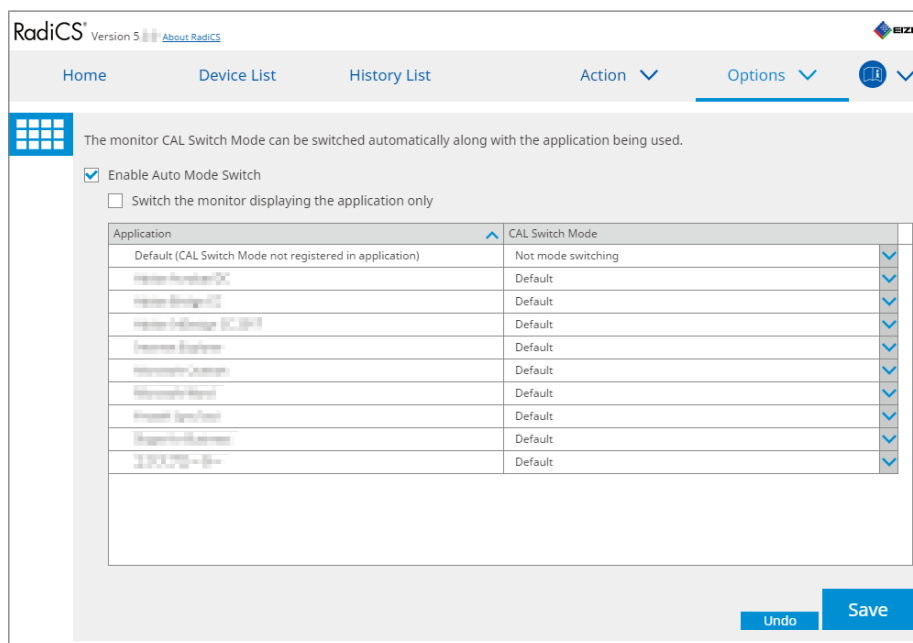 RadiCS® Version 5. About RadiCS
EIZ
Home Device List History List Action Options
The monitor CAL Switch Mode can be switched automatically along with the application being used.
Enable Auto Mode Switch
Switch the monitor displaying the application only
Application CAL Switch Mode
Default (CAL Switch Mode not registered in application) Not mode switching
Default
Default
Default
Default
Default
Default
Default
Default
Default
Undo Save